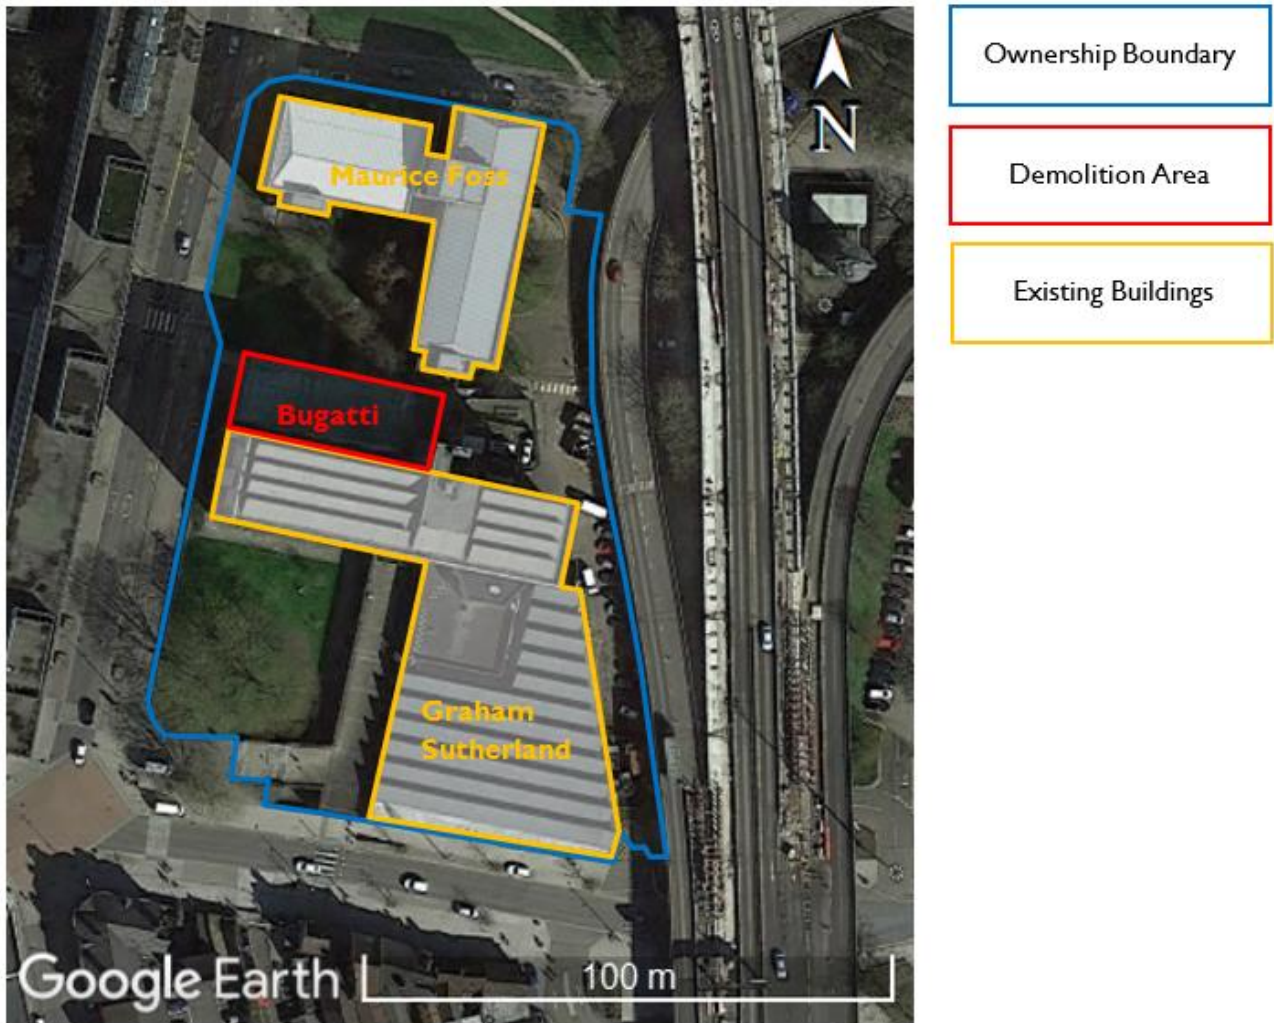 Ownership Boundary
Demolition Area
Existing Buildings
N
Maurice Foss
Bugatti
Graham
Sutherland
Google Earth
100 m